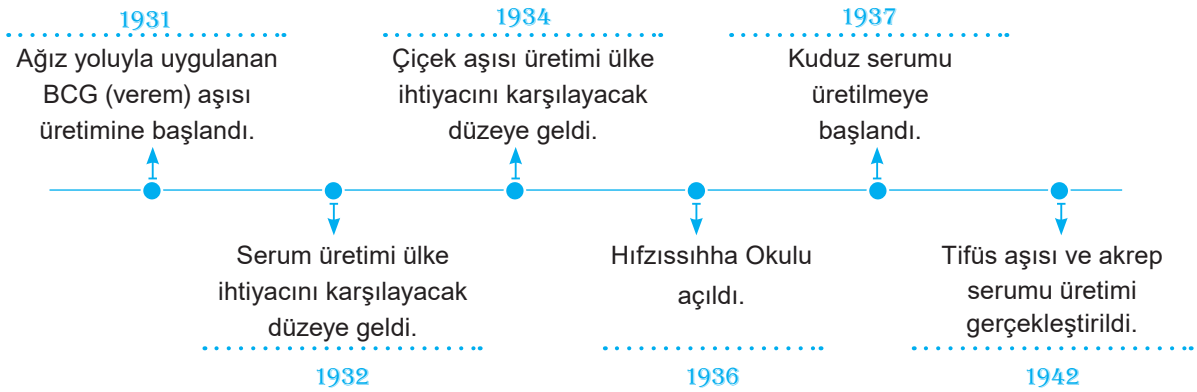 1931
Ağız yoluyla uygulanan
BCG (verem) aşısı
üretimine başlandı.
1934
Çiçek aşısı üretimi ülke
ihtiyacını karşılayacak
düzeye geldi.
1937
Kuduz serumu
üretilmeye
başlandı.
Serum üretimi ülke
ihtiyacını karşılayacak
düzeye geldi.
1932
Hıfzıssıhha Okulu
açıldı.
1936
Tifüs aşısı ve akrep
serumu üretimi
gerçekleştirildi.
1942